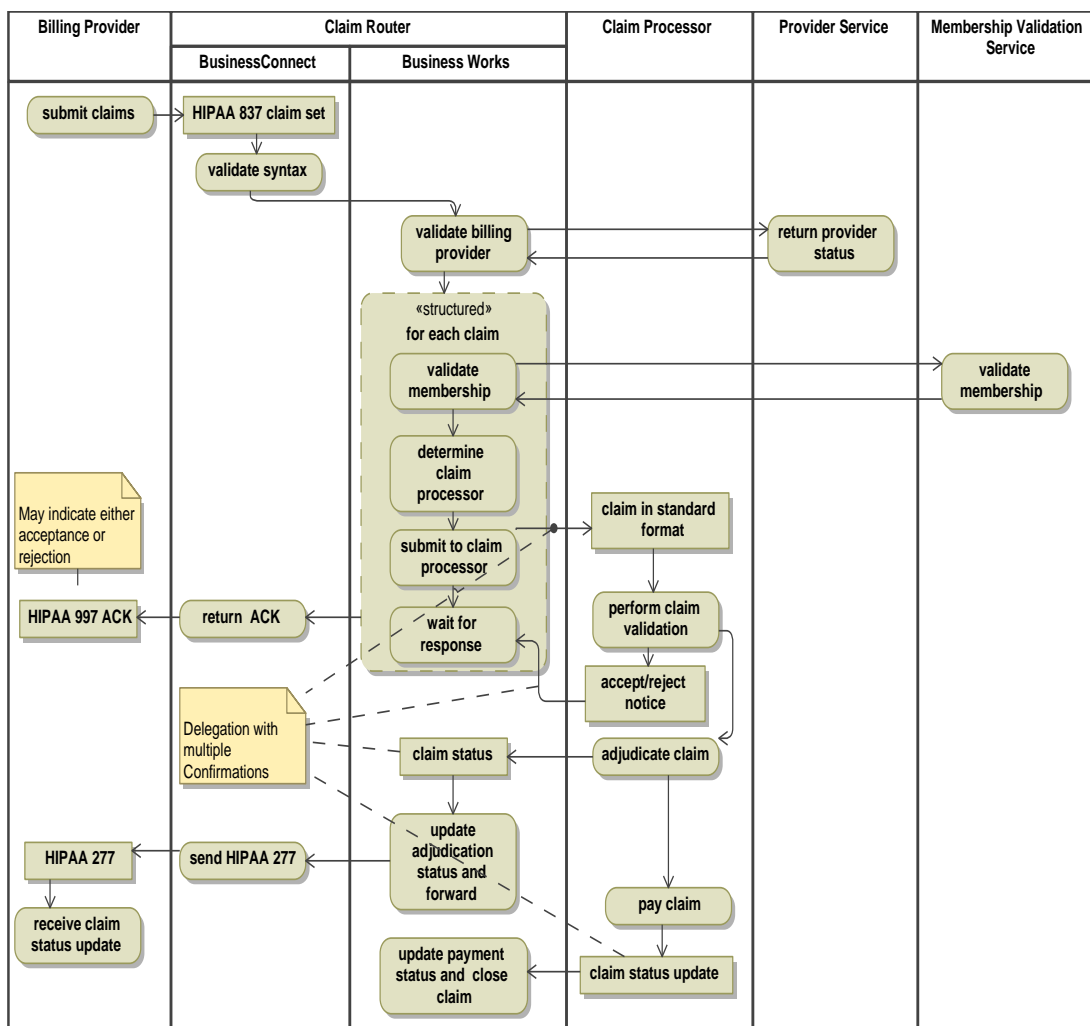 Billing Provider
Claim Router
Claim Processor
Provider Service
Membership Validation
Service
BusinessConnect
Business Works
submit claims
HIPAA 837 claim set
validate syntax
validate billing
provider
return provider
status
«structured»
for each claim
validate
membership
validate
membership
determine
claim
processor
May indicate either
acceptance or
rejection
claim in standard
format
submit to claim
processor
HIPAA 997 ACK
return ACK
wait for
response
perform claim
validation
accept/reject
notice
Delegation with
multiple
Confirmations
claim status
adjudicate claim
update
adjudication
status and
forward
HIPAA 277
send HIPAA 277
pay claim
receive claim
status update
update payment
status and close
claim
claim status update